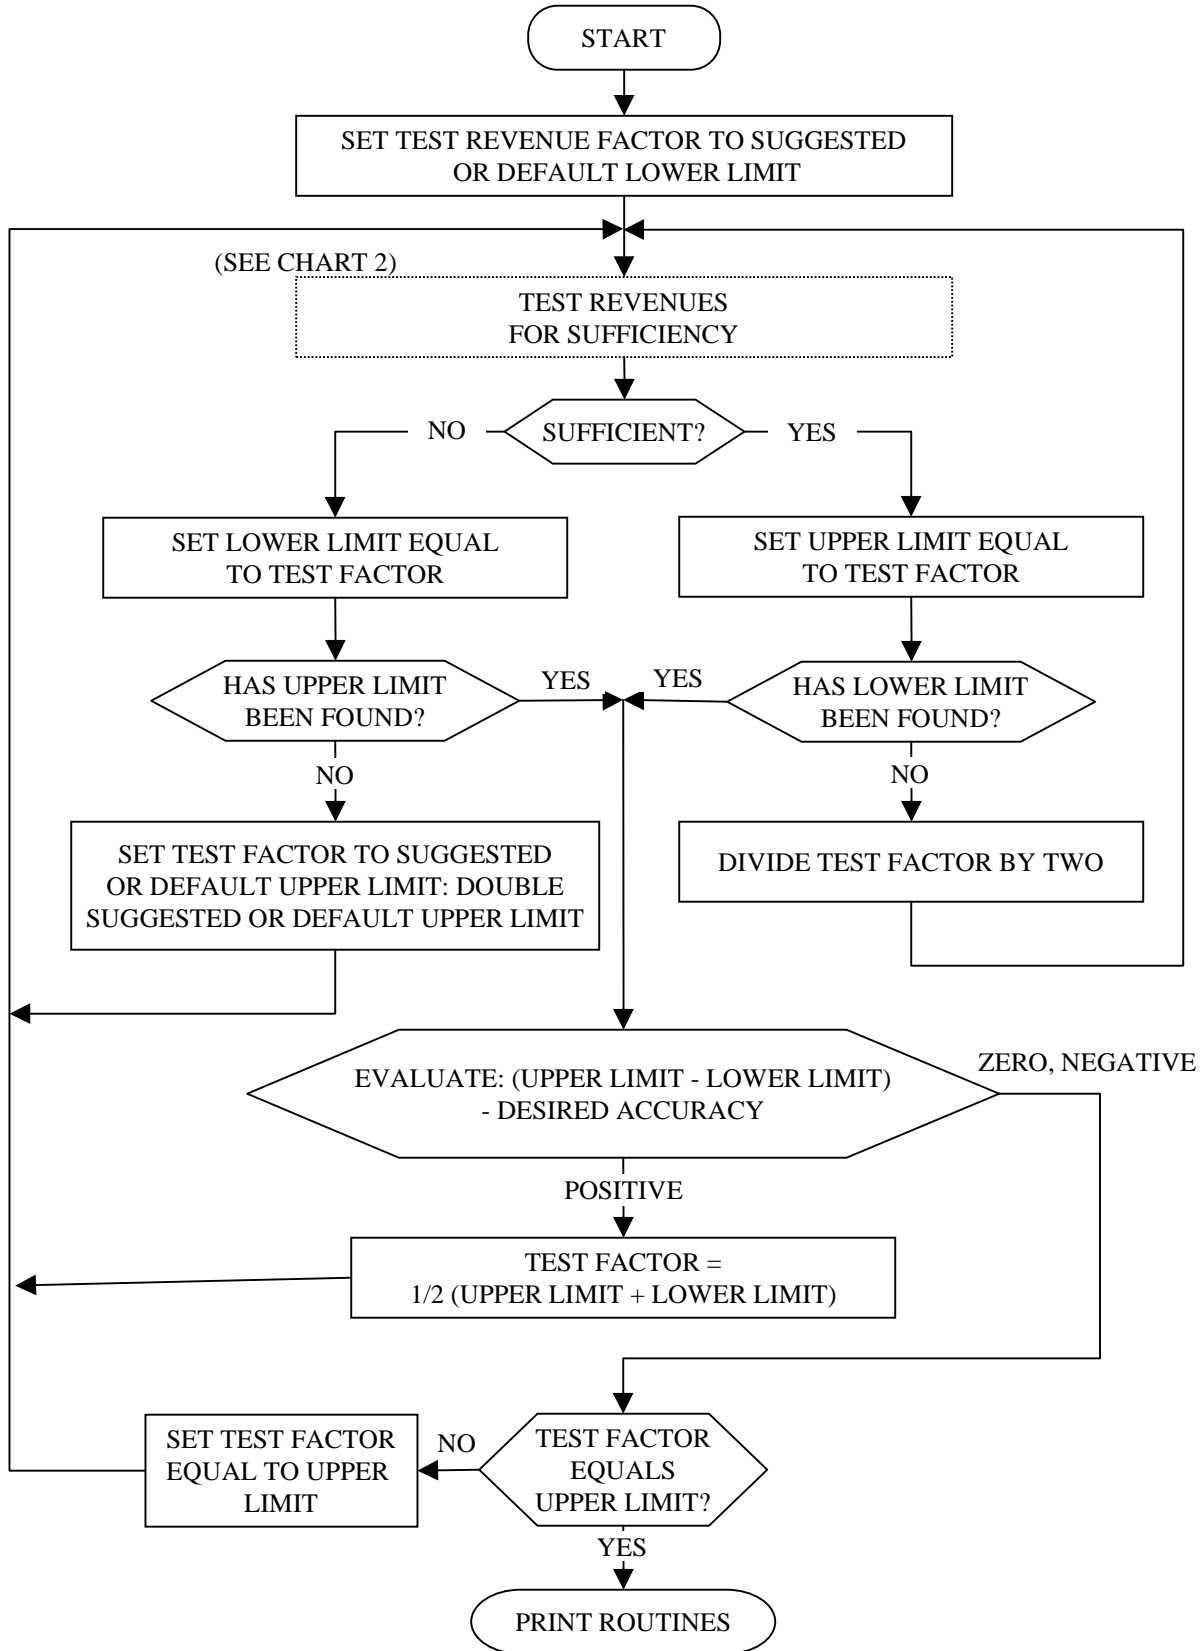 START
SET TEST REVENUE FACTOR TO SUGGESTED
OR DEFAULT LOWER LIMIT
(SEE CHART 2)
TEST REVENUES
FOR SUFFICIENCY
NO
SUFFICIENT?
YES
SET LOWER LIMIT EQUAL
TO TEST FACTOR
SET UPPER LIMIT EQUAL
TO TEST FACTOR
HAS UPPER LIMIT
BEEN FOUND?
YES
YES
HAS LOWER LIMIT
BEEN FOUND?
NO
NO
SET TEST FACTOR TO SUGGESTED
OR DEFAULT UPPER LIMIT: DOUBLE
SUGGESTED OR DEFAULT UPPER LIMIT
DIVIDE TEST FACTOR BY TWO
EVALUATE: (UPPER LIMIT - LOWER LIMIT)
- DESIRED ACCURACY
ZERO, NEGATIVE
POSITIVE
TEST FACTOR =
1/2 (UPPER LIMIT + LOWER LIMIT)
SET TEST FACTOR
EQUAL TO UPPER
LIMIT
NO
TEST FACTOR
EQUALS
UPPER LIMIT?
YES
PRINT ROUTINES